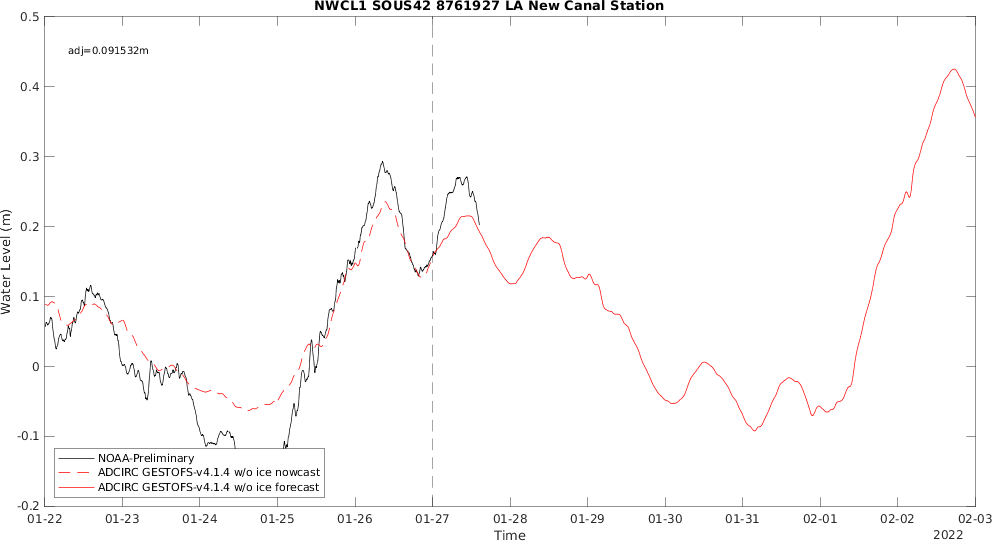 NWCL1 SOUS42 8761927 LA New Canal Station
adj=0.091532m
Water Level (m)
0.5
0.4
0.3
0.2
0.1
0
-0.1
-0.2
NOAA-Preliminary
ADCIRC GESTOFS-v4.1.4 w/o ice nowcast
ADCIRC GESTOFS-v4.1.4 w/o ice forecast
01-22 01-23 01-24 01-25 01-26 01-27 01-28 01-29 01-30 01-31 02-01 02-02 02-03
Time
2022